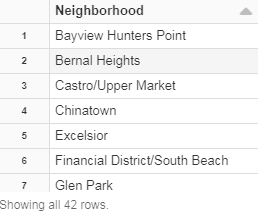 Neighborhood
1 Bayview Hunters Point
2 Bernal Heights
3 Castro/Upper Market
4 Chinatown
5 Excelsior
6 Financial District/South Beach
7 Glen Park
Showing all 42 rows.